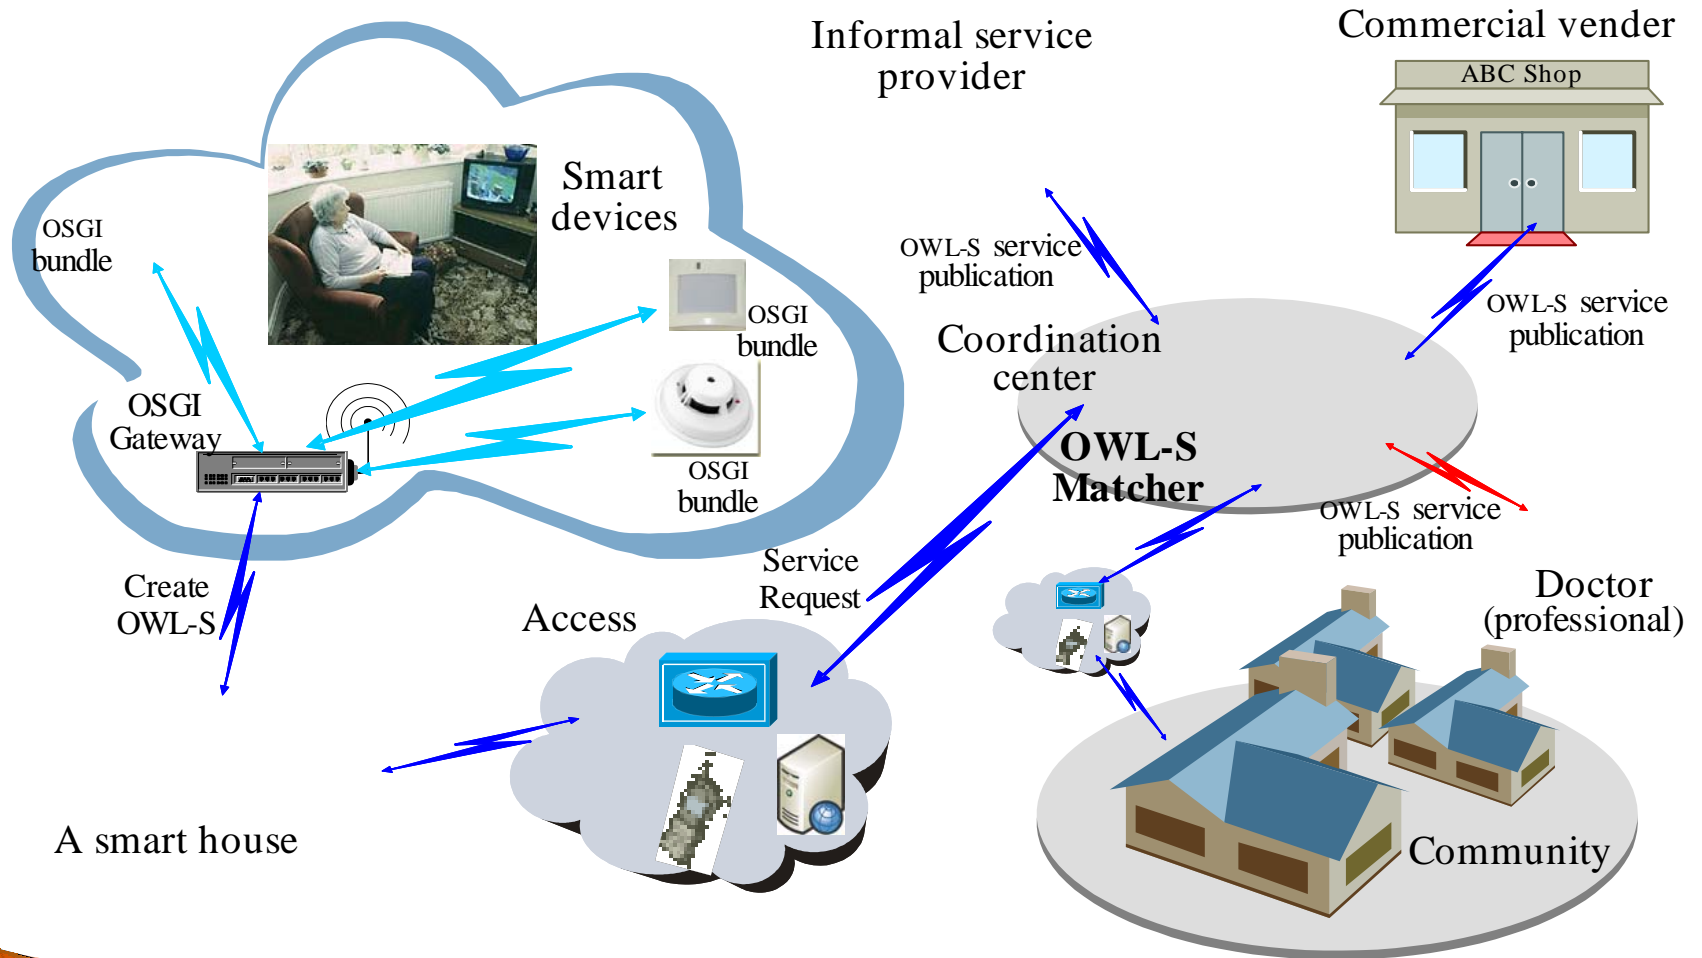 Informal service
provider
Commercial vender
ABC Shop
Smart
devices
OSGI
bundle
OSGI
bundle
OSGI
bundle
OSGI
Gateway
OWL-S service
publication
OWL-S service
publication
Coordination
center
OWL-S
Matcher
OWL-S service
publication
Service
Request
Create
OWL-S
Access
Doctor
(professional)
A smart house
Community